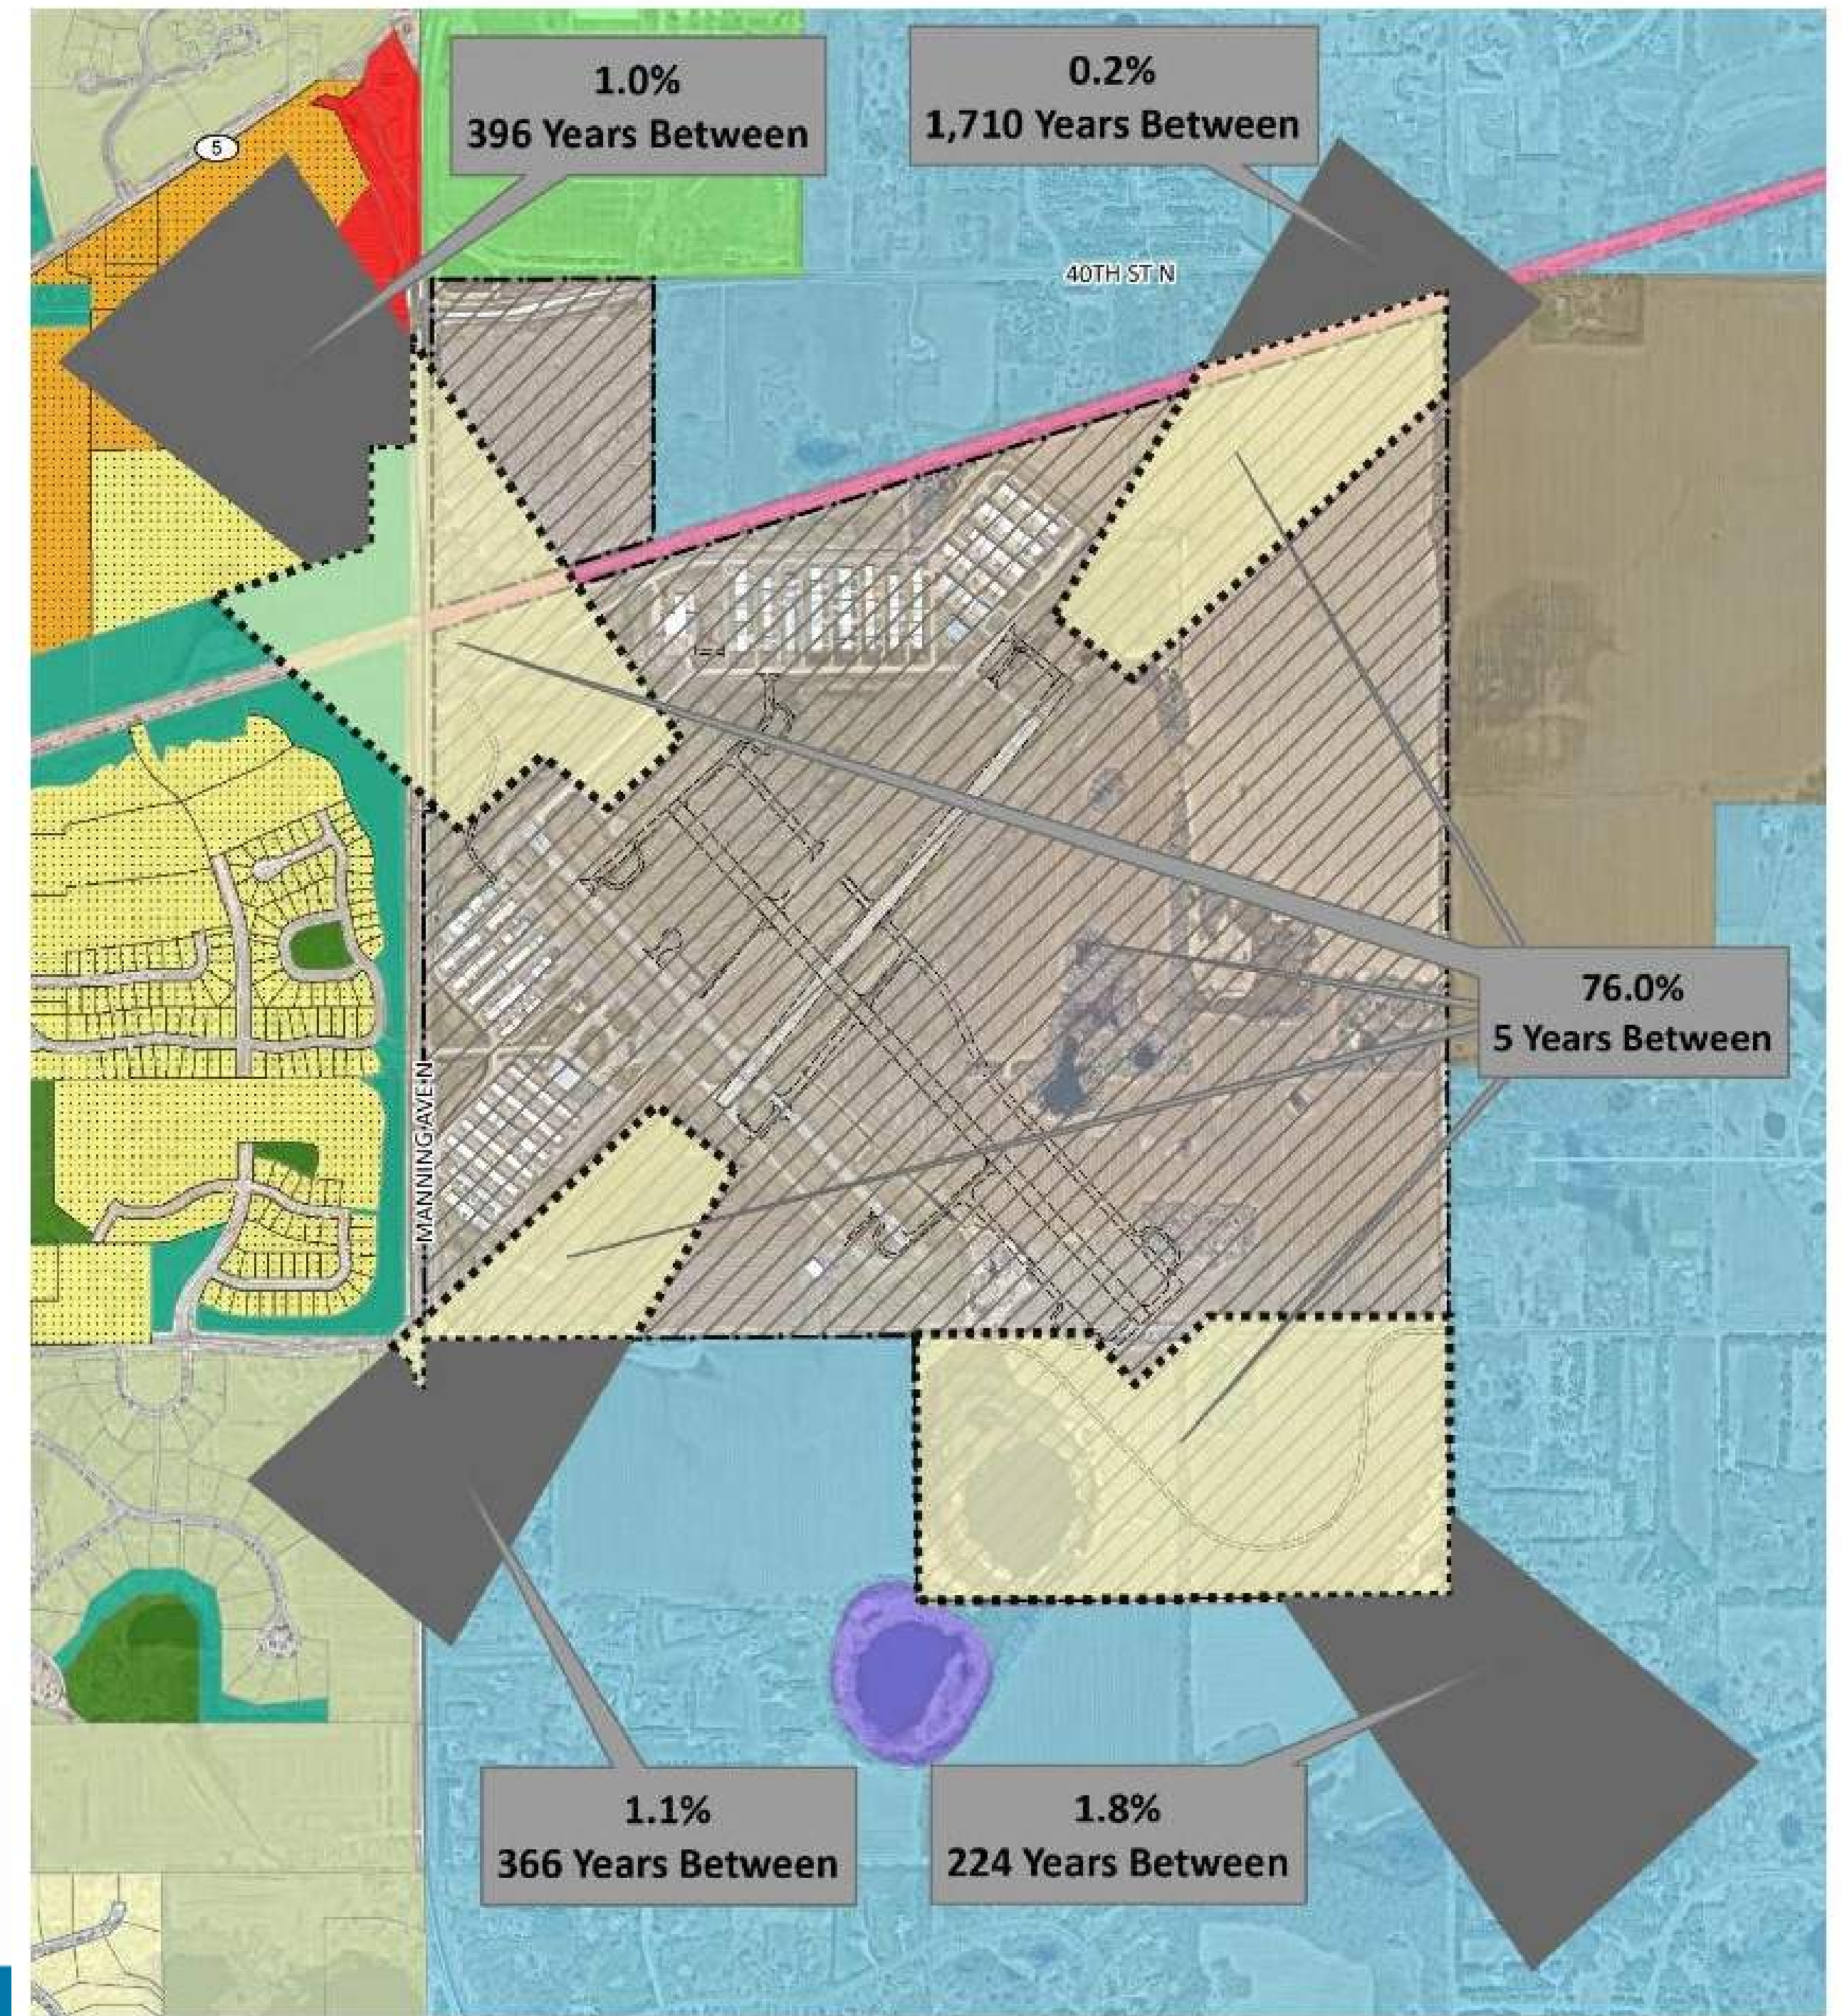 1.0%
396 Years Between
0.2%
1,710 Years Between
5
40TH ST N
76.0%
5 Years Between
MANNING AVE N
1.1%
366 Years Between
1.8%
224 Years Between